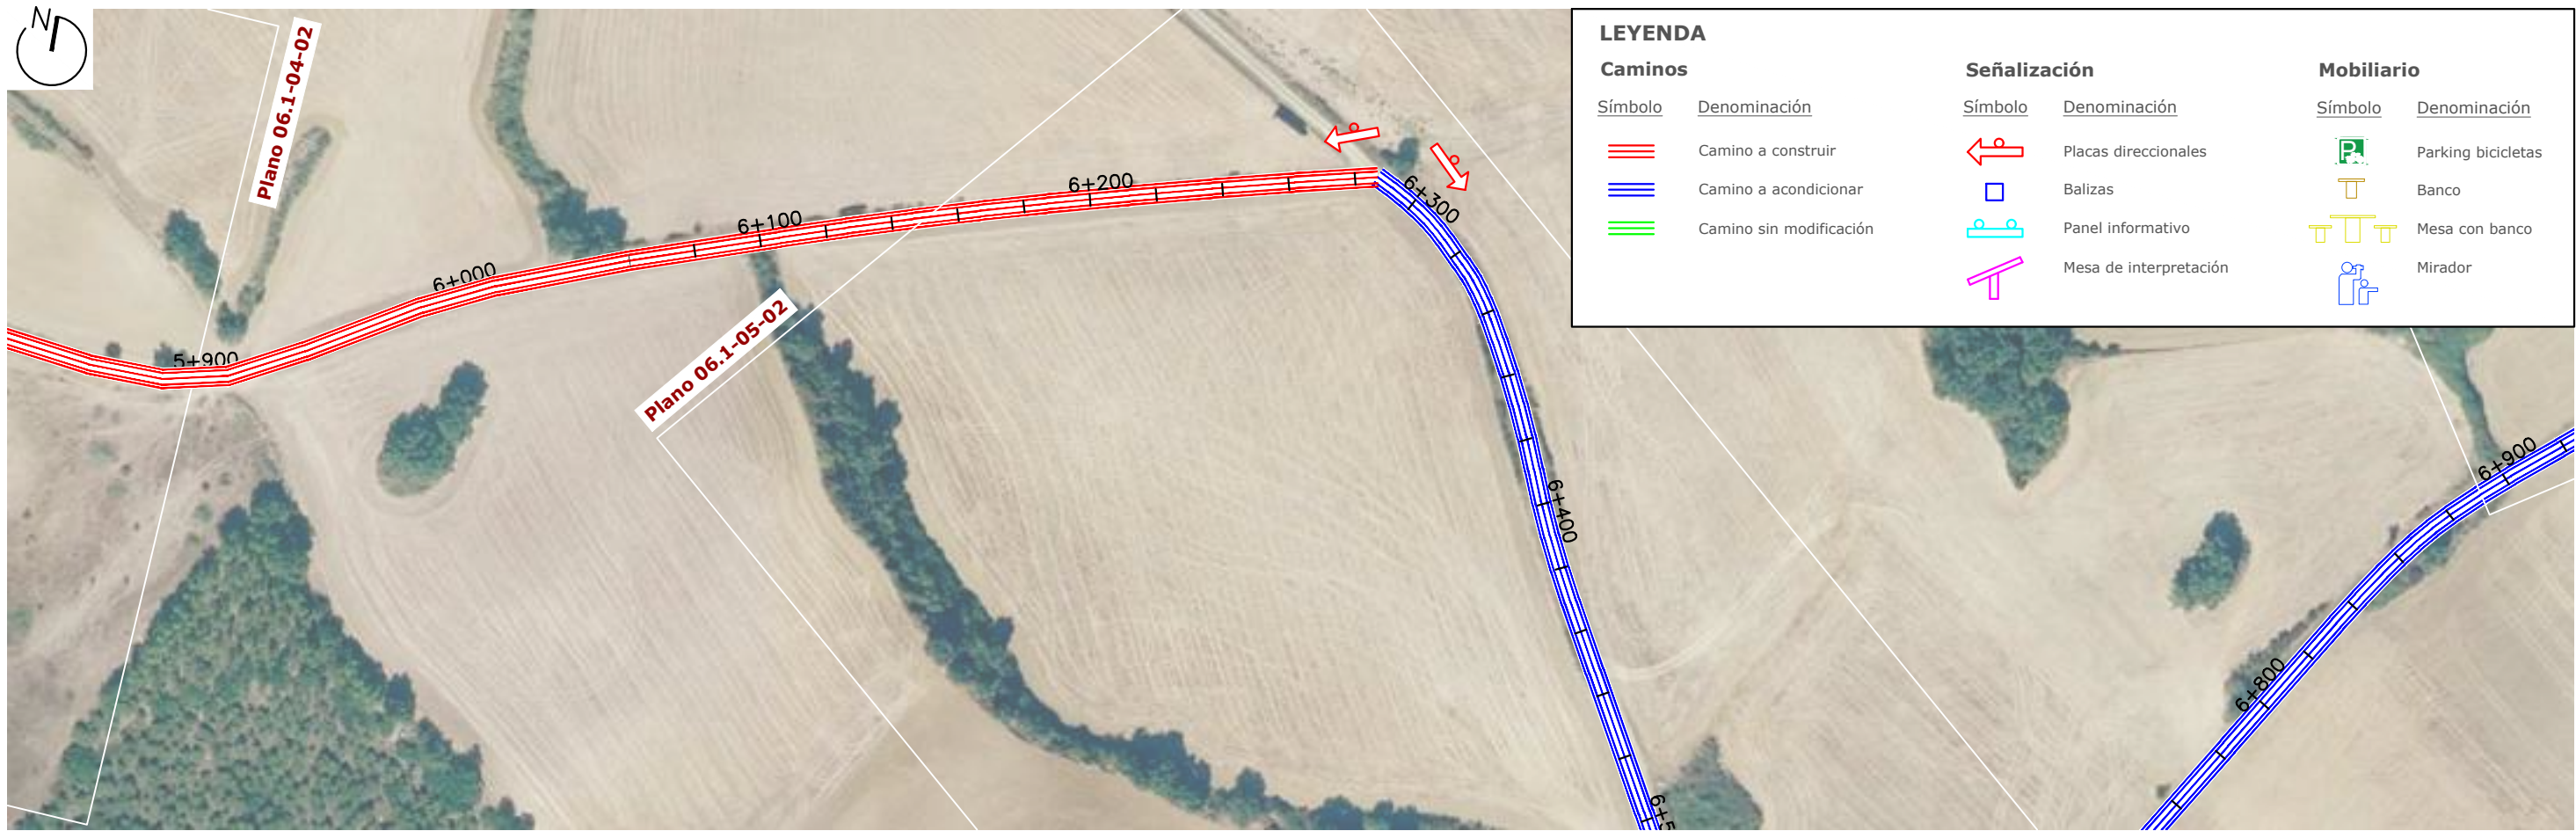 N
Plano 06.1-04-02
LEYENDA
Caminos
Símbolo Denominación
Camino a construir
Camino a acondicionar
Camino sin modificación
Señalización
Símbolo Denominación
Placas direccionales
Balizas
Panel informativo
Mesa de interpretación
Mobiliario
Símbolo Denominación
P
Parking bicicletas
Banco
Mesa con banco
Mirador
5+900
6+000
6+100
6+200
6+300
Plano 06.1-05-02
6+400
6+5
6+800
6+900